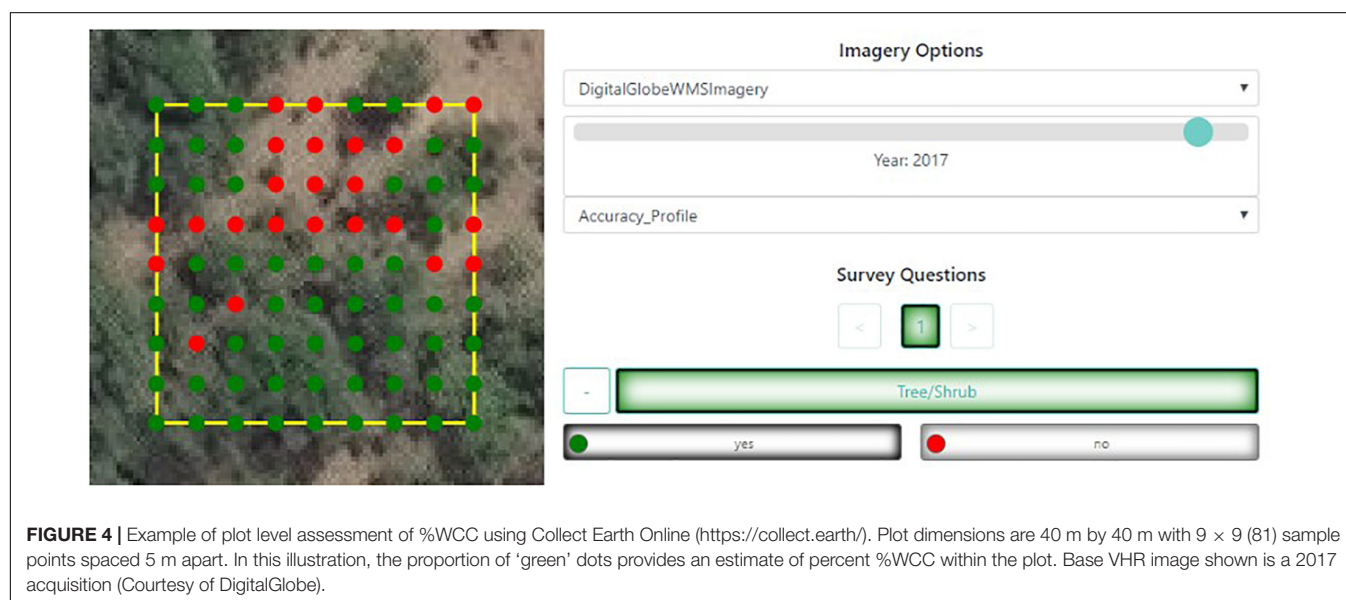 Imagery Options
DigitalGlobeWMSImagery
Year: 2017
Accuracy_Profile
Survey Questions
< 1 >
- Tree/Shrub
yes no
FIGURE 4 | Example of plot level assessment of %WCC using Collect Earth Online (https://collect.earth/). Plot dimensions are 40 m by 40 m with 9 × 9 (81) sample
points spaced 5 m apart. In this illustration, the proportion of ‘green’ dots provides an estimate of percent %WCC within the plot. Base VHR image shown is a 2017
acquisition (Courtesy of DigitalGlobe).